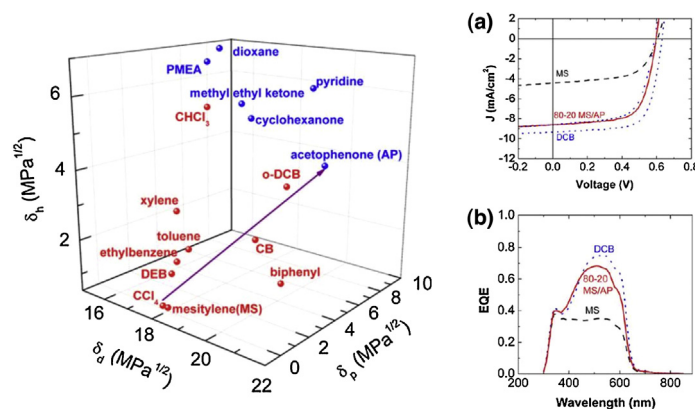 dioxane
PMEA
pyridine
methyl ethyl ketone
CHCl3
cyclohexanone
acetophenone (AP)
o-DCB
xylene
toluene
ethylbenzene
CB
DEB
biphenyl
CCl4
mesitylene(MS)
δh (MPa1/2)
6
4
2
16
18
20
22
δd (MPa1/2)
0
2
4
6
8
10
δp (MPa1/2)
(a)
J (mA/cm2)
2
0
-2
-4
-6
-8
-10
-12
MS
80-20 MS/AP
DCB
-0.2 0.0 0.2 0.4 0.6 0.8
Voltage (V)
(b)
EQE
1.0
0.8
0.6
0.4
0.2
0.0
DCB
80-20
MS/AP
MS
200 400 600 800
Wavelength (nm)